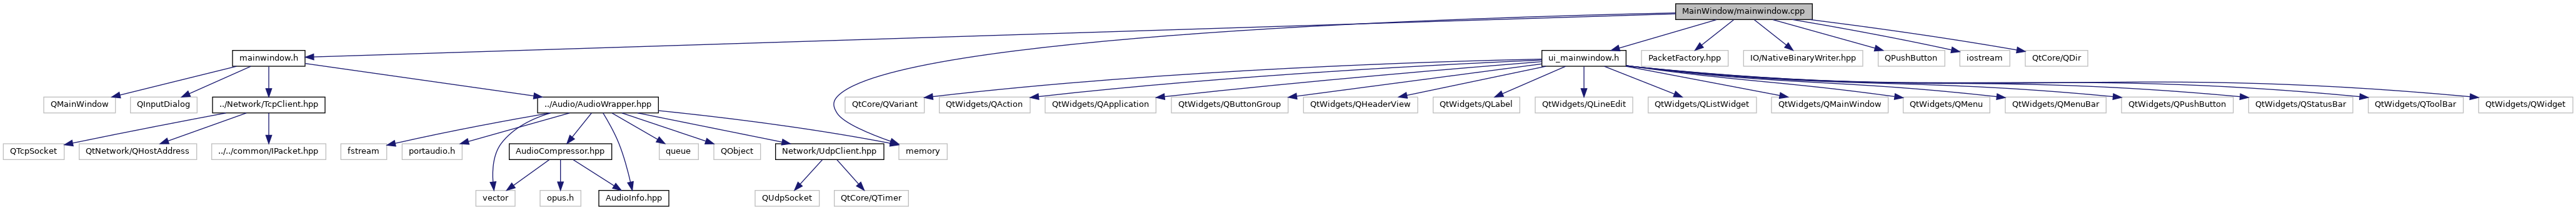 MainWindow/mainwindow.cpp
mainwindow.h
ui_mainwindow.h
PacketFactory.hpp
IO/NativeBinaryWriter.hpp
QPushButton
iostream
QtCore/QDir
QMainWindow
QInputDialog
../Network/TcpClient.hpp
../Audio/AudioWrapper.hpp
QtCore/QVariant
QtWidgets/QAction
QtWidgets/QApplication
QtWidgets/QButtonGroup
QtWidgets/QHeaderView
QtWidgets/QLabel
QtWidgets/QLineEdit
QtWidgets/QListWidget
QtWidgets/QMainWindow
QtWidgets/QMenu
QtWidgets/QMenuBar
QtWidgets/QPushButton
QtWidgets/QStatusBar
QtWidgets/QToolBar
QtWidgets/QWidget
QTcpSocket
QtNetwork/QHostAddress
../../common/IPacket.hpp
fstream
portaudio.h
AudioCompressor.hpp
queue
QObject
Network/UdpClient.hpp
memory
vector
opus.h
AudioInfo.hpp
QUdpSocket
QtCore/QTimer